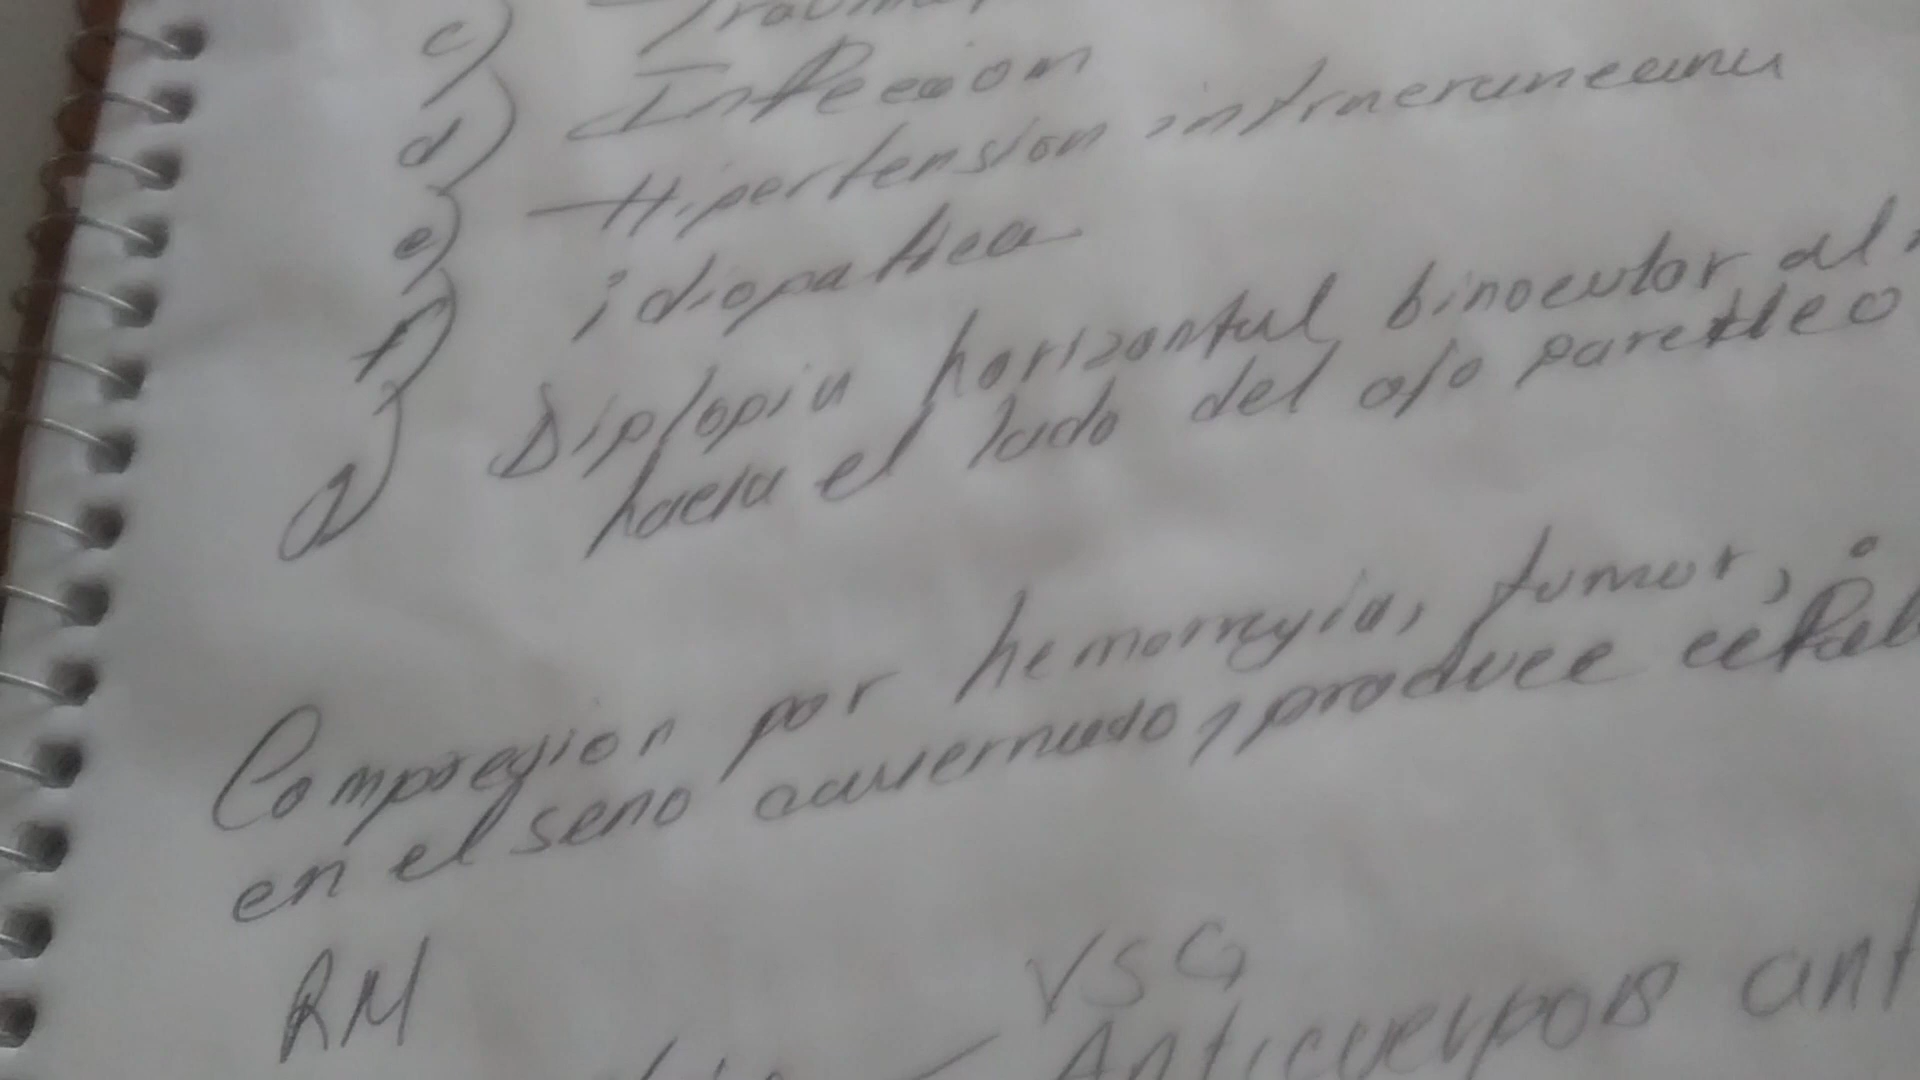 c) Traum
d) Infeccion
e) Hipertension intracraneana
f) idiopatica
g) Diplopia horizontal binocular al
hacia el lado del ojo paretico
Compresion por hemorragia, tumor,
en el seno cavernoso, produce cefal
RM
VSG
Anticuerpos ant